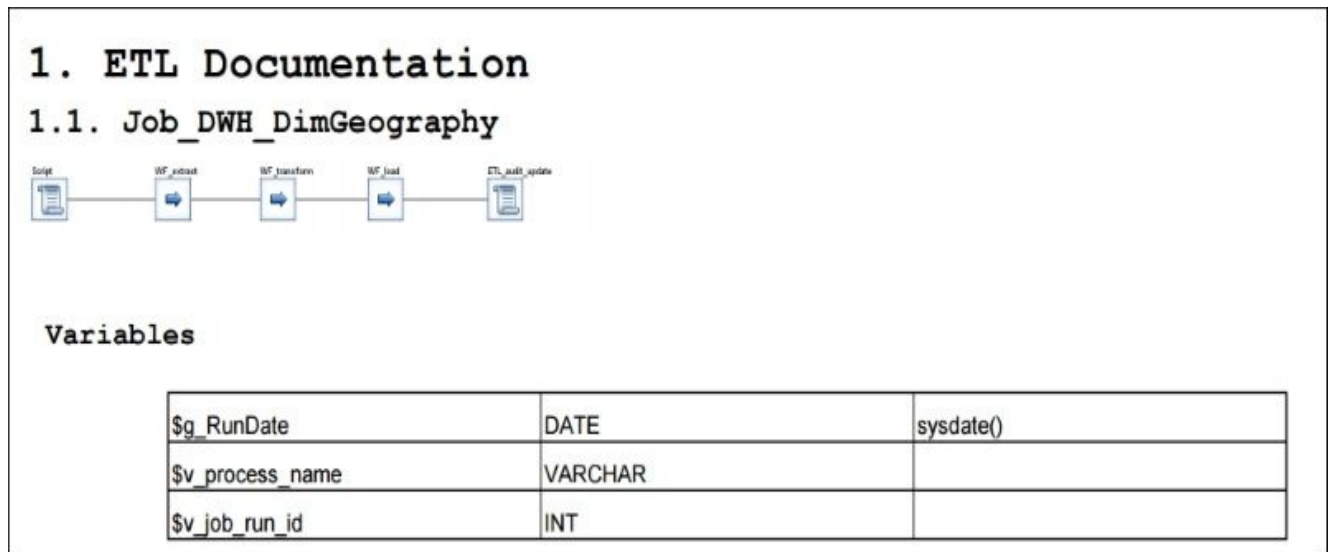 1. ETL Documentation
1.1. Job_DWH_DimGeography
Script WF_extract WF_transform WF_load ETL_audit_update
Variables
$g_RunDate DATE sysdate()
$v_process_name VARCHAR
$v_job_run_id INT